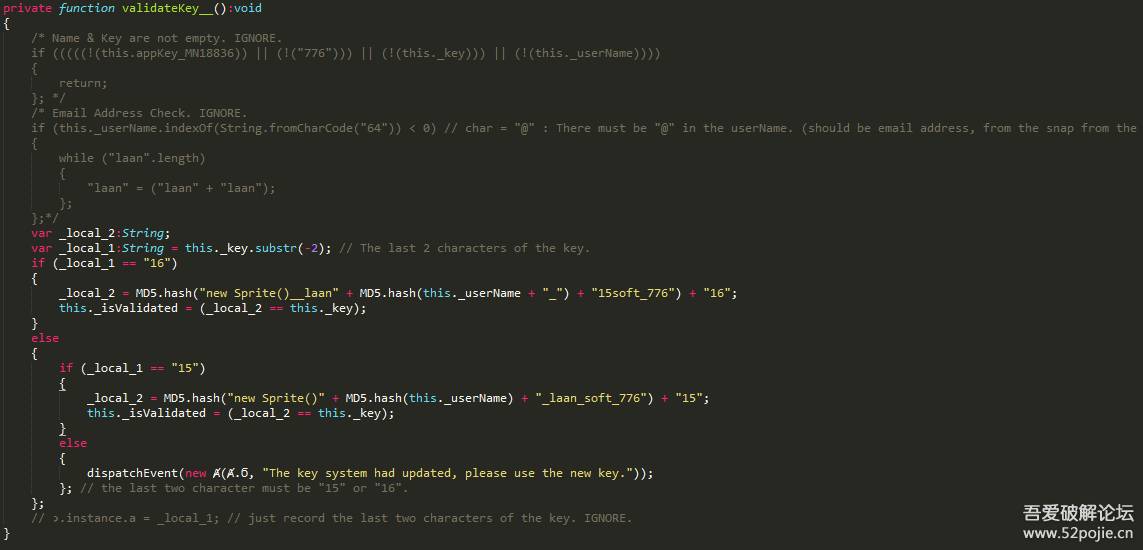 private function validateKey__():void
{
/* Name & Key are not empty. IGNORE.
if (((((!(this.appKey_MN18836)) || (!("776"))) || (!(this._key))) || (!(this._userName))))
{
return;
}; */
/* Email Address Check. IGNORE.
if (this._userName.indexOf(String.fromCharCode("64")) < 0) // char = "@" : There must be "@" in the userName. (should be email address, from the snap from the
{
while ("laan".length)
{
"laan" = ("laan" + "laan");
};
};*/
var _local_2:String;
var _local_1:String = this._key.substr(-2); // The last 2 characters of the key.
if (_local_1 == "16")
{
_local_2 = MD5.hash("new Sprite()__laan" + MD5.hash(this._userName + "_") + "15soft_776") + "16";
this._isValidated = (_local_2 == this._key);
}
else
{
if (_local_1 == "15")
{
_local_2 = MD5.hash("new Sprite()" + MD5.hash(this._userName) + "_laan_soft_776") + "15";
this._isValidated = (_local_2 == this._key);
}
else
{
dispatchEvent(new Ⱥ(Ⱥ.б, "The key system had updated, please use the new key."));
}; // the last two character must be "15" or "16".
};
// ɔ.instance.a = _local_1; // just record the last two characters of the key. IGNORE.
}
吾爱破解论坛
www.52pojie.cn